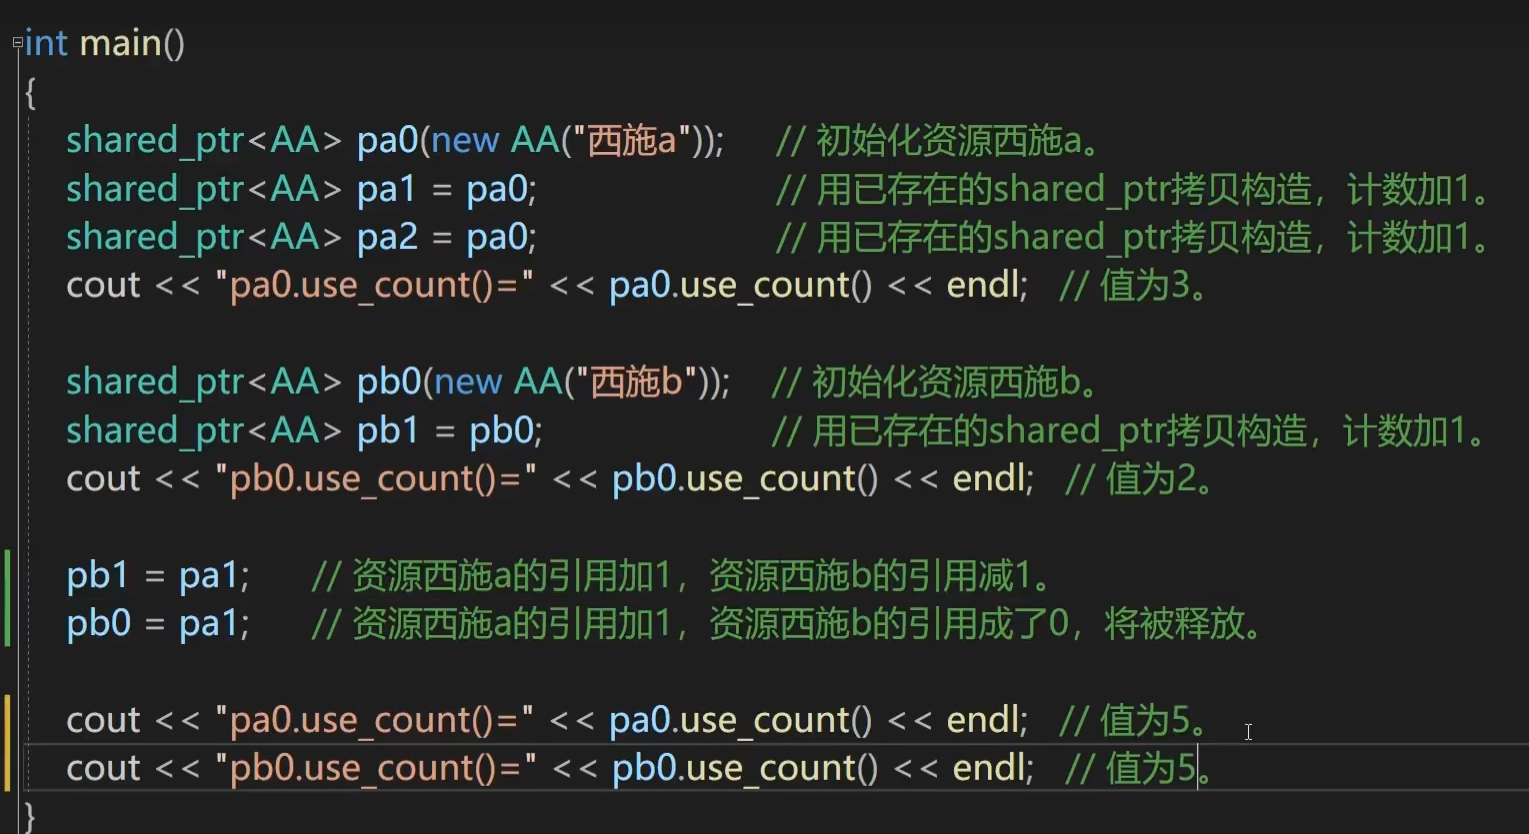 int main()
{
shared_ptr<AA> pa0(new AA("西施a")); // 初始化资源西施a。
shared_ptr<AA> pa1 = pa0; // 用已存在的shared_ptr拷贝构造，计数加1。
shared_ptr<AA> pa2 = pa0; // 用已存在的shared_ptr拷贝构造，计数加1。
cout << "pa0.use_count()=" << pa0.use_count() << endl; // 值为3。
shared_ptr<AA> pb0(new AA("西施b")); // 初始化资源西施b。
shared_ptr<AA> pb1 = pb0; // 用已存在的shared_ptr拷贝构造，计数加1。
cout << "pb0.use_count()=" << pb0.use_count() << endl; // 值为2。
pb1 = pa1; // 资源西施a的引用加1，资源西施b的引用减1。
pb0 = pa1; // 资源西施a的引用加1，资源西施b的引用成了0，将被释放。
cout << "pa0.use_count()=" << pa0.use_count() << endl; // 值为5。
cout << "pb0.use_count()=" << pb0.use_count() << endl; // 值为5。
}